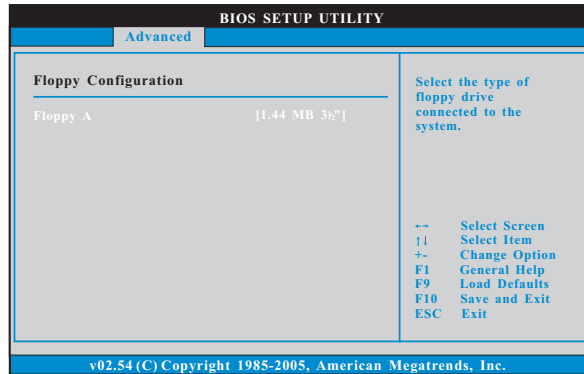 BIOS SETUP UTILITY
Advanced
Floppy Configuration
Floppy A [1.44 MB 3½"]
Select the type of
floppy drive
connected to the
system.
←→ Select Screen
↑↓ Select Item
+- Change Option
F1 General Help
F9 Load Defaults
F10 Save and Exit
ESC Exit
v02.54 (C) Copyright 1985-2005, American Megatrends, Inc.